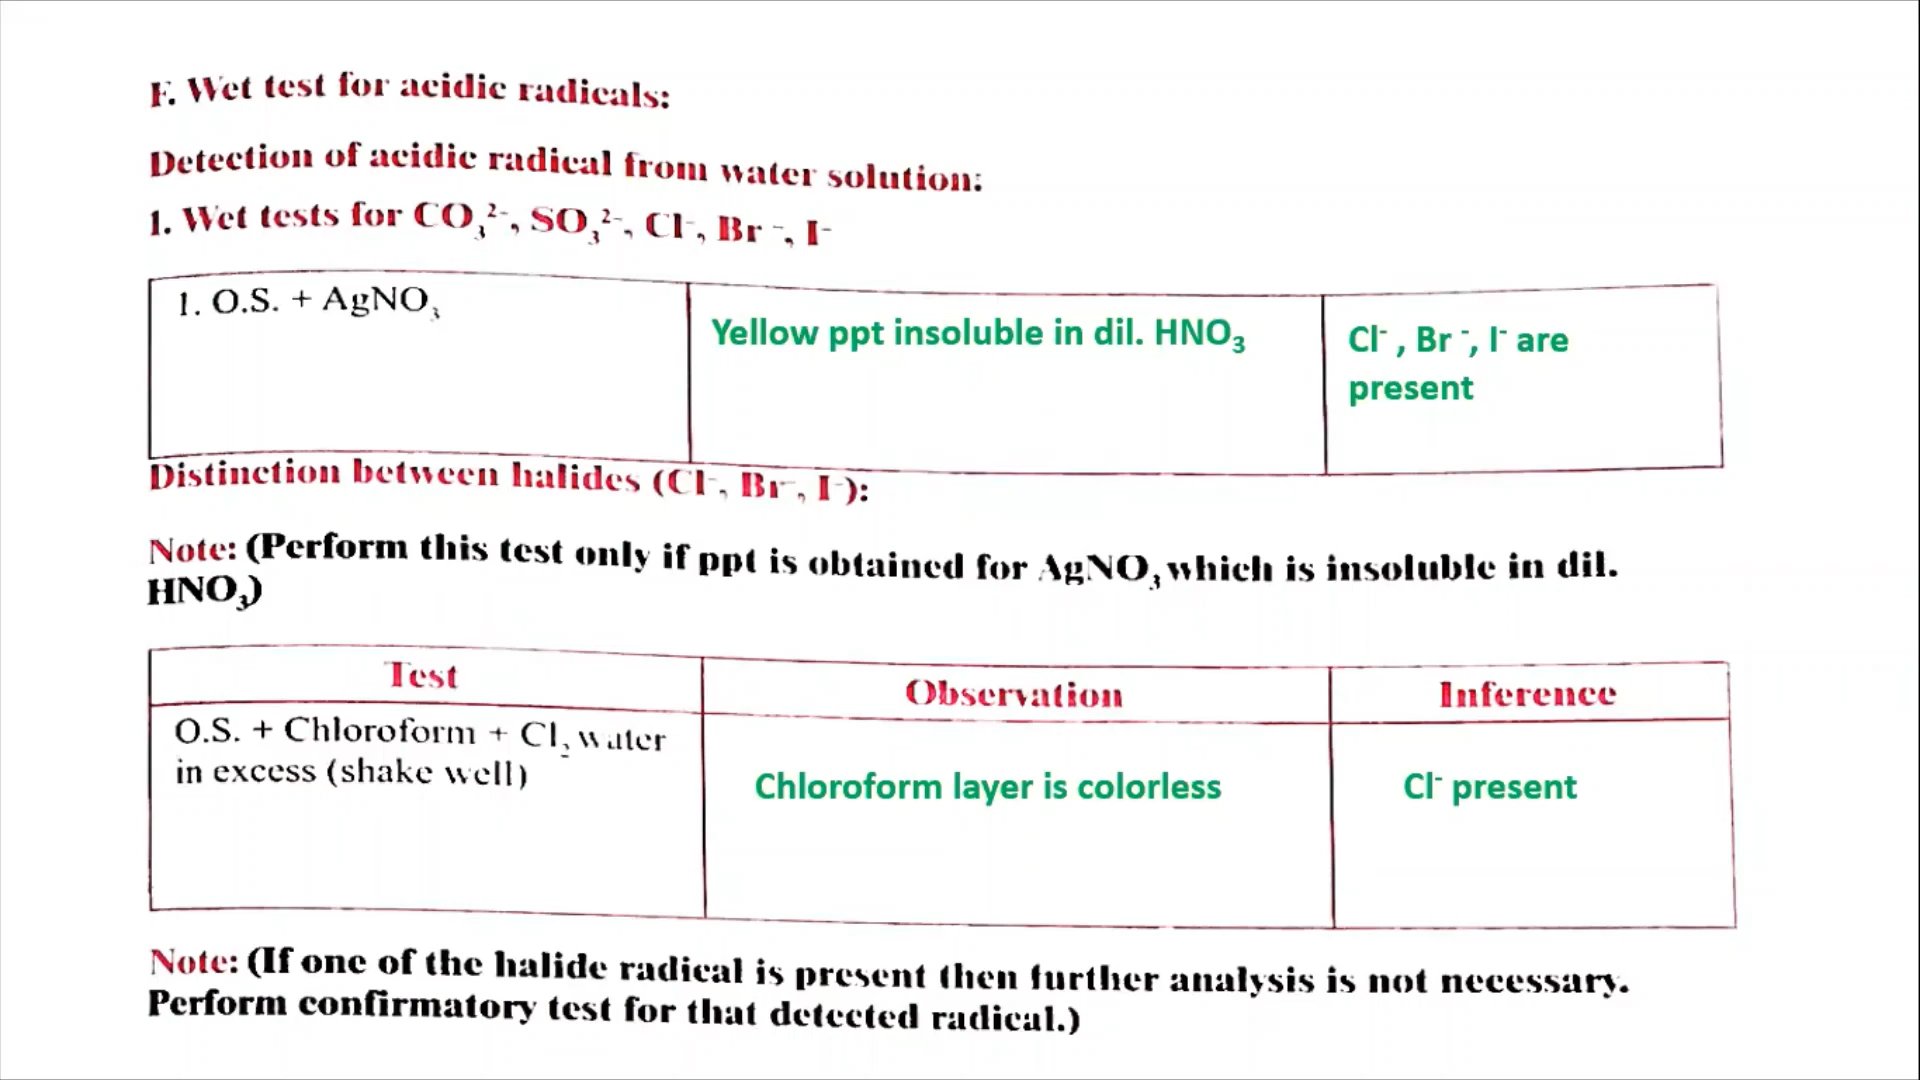 F. Wet test for acidic radicals:
Detection of acidic radical from water solution:
1. Wet tests for CO₃²⁻, SO₃²⁻, Cl⁻, Br ⁻, I⁻
1. O.S. + AgNO₃
Yellow ppt insoluble in dil. HNO₃
Cl⁻ , Br ⁻, I⁻ are
present
Distinction between halides (Cl⁻, Br⁻, I⁻):
Note: (Perform this test only if ppt is obtained for AgNO₃ which is insoluble in dil.
HNO₃)
Test
Observation
Inference
O.S. + Chloroform + Cl₂ water
in excess (shake well)
Chloroform layer is colorless
Cl⁻ present
Note: (If one of the halide radical is present then further analysis is not necessary.
Perform confirmatory test for that detected radical.)